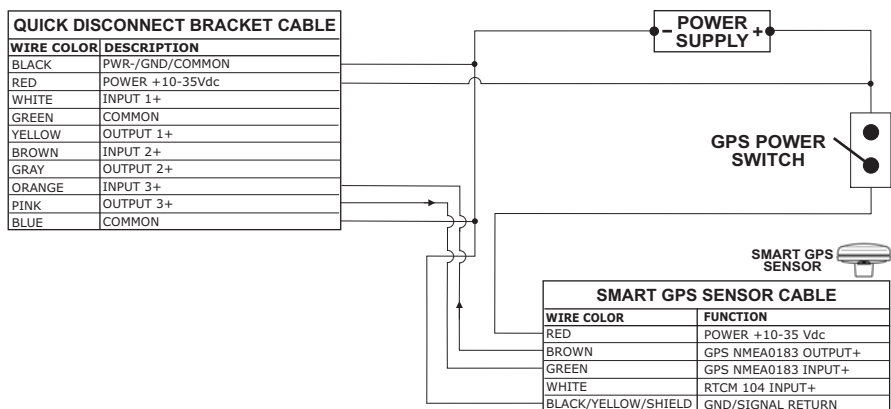 QUICK DISCONNECT BRACKET CABLE
WIRE COLOR DESCRIPTION
BLACK PWR-/GND/COMMON
RED POWER +10-35Vdc
WHITE INPUT 1+
GREEN COMMON
YELLOW OUTPUT 1+
BROWN INPUT 2+
GRAY OUTPUT 2+
ORANGE INPUT 3+
PINK OUTPUT 3+
BLUE COMMON
- POWER +
SUPPLY
GPS POWER
SWITCH
SMART GPS
SENSOR
SMART GPS SENSOR CABLE
WIRE COLOR FUNCTION
RED POWER +10-35 Vdc
BROWN GPS NMEA0183 OUTPUT+
GREEN GPS NMEA0183 INPUT+
WHITE RTCM 104 INPUT+
BLACK/YELLOW/SHIELD GND/SIGNAL RETURN